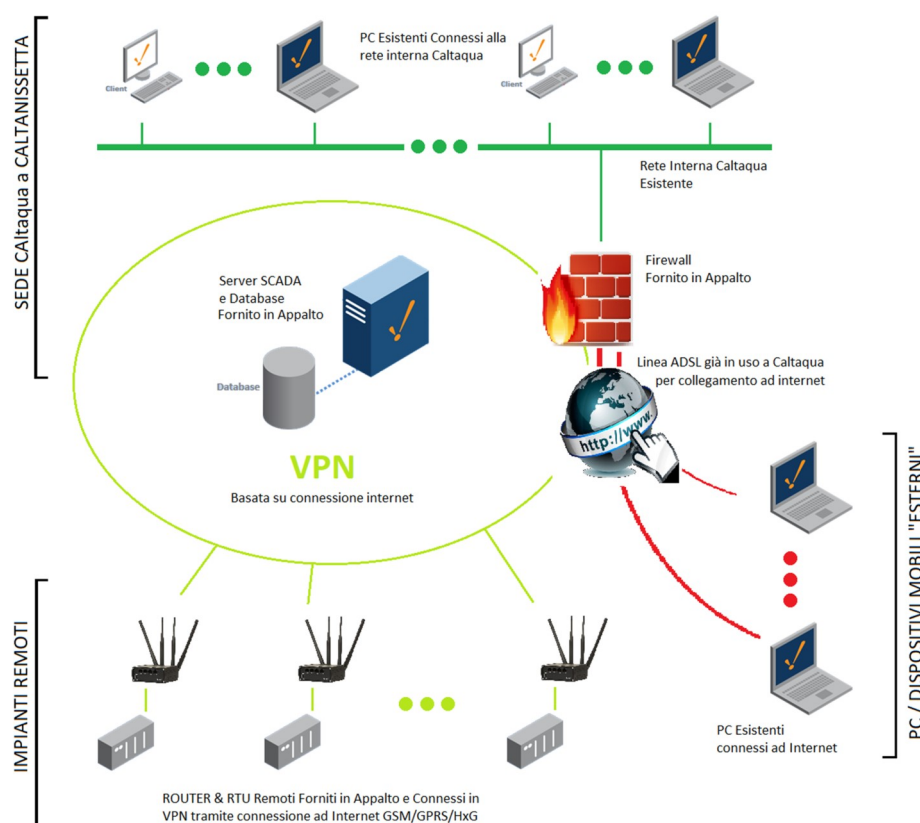 SEDE CAltaqua a CALTANISSETTA
PC Esistenti Connessi alla
rete interna Caltaqua
Client
Client
Rete Interna Caltaqua
Esistente
Server SCADA
e Database
Fornito in Appalto
Firewall
Fornito in Appalto
Database
Linea ADSL già in uso a Caltaqua
per collegamento ad internet
http://www.
VPN
Basata su connessione internet
PC / DISPOSITIVI MOBILI "ESTERNI"
IMPIANTI REMOTI
PC Esistenti
connessi ad Internet
ROUTER & RTU Remoti Forniti in Appalto e Connessi in
VPN tramite connessione ad Internet GSM/GPRS/HxG